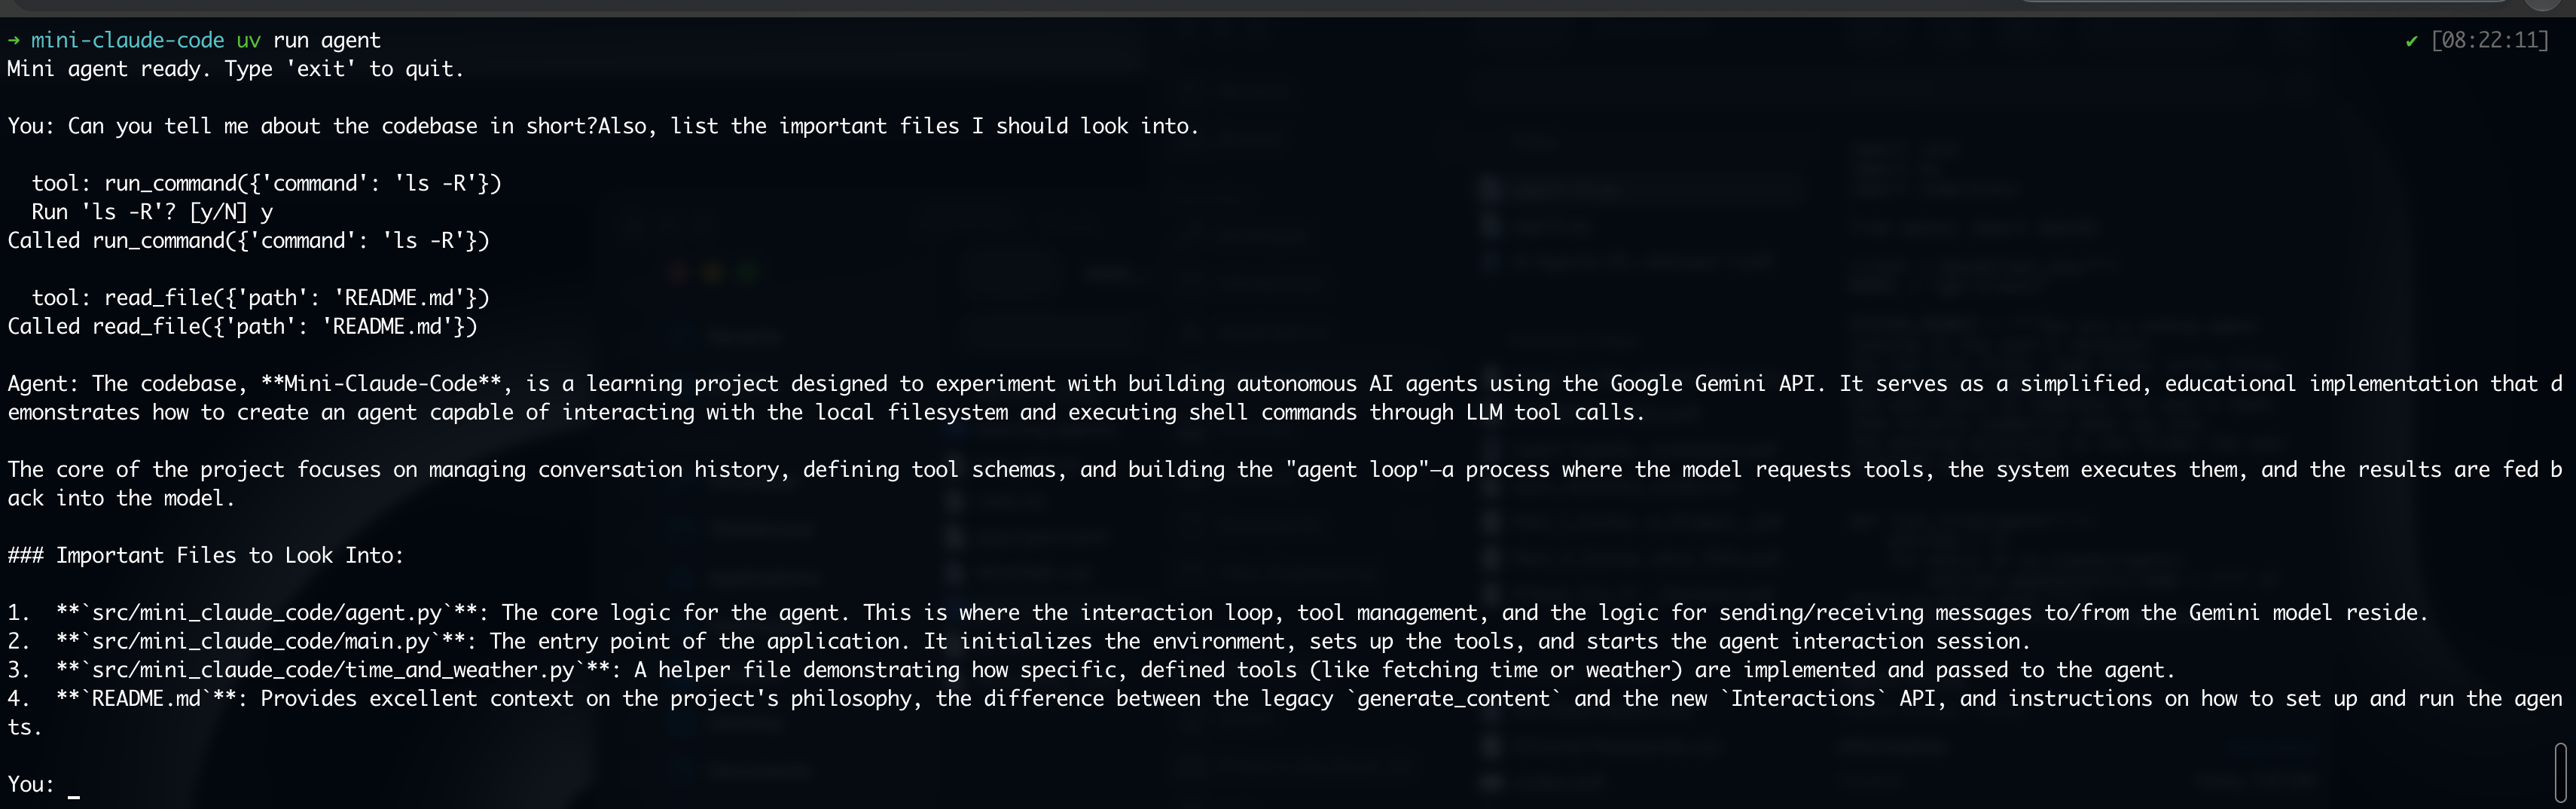 → mini-claude-code uv run agent ✔ [08:22:11]
Mini agent ready. Type 'exit' to quit.
You: Can you tell me about the codebase in short?Also, list the important files I should look into.
tool: run_command({'command': 'ls -R'})
Run 'ls -R'? [y/N] y
Called run_command({'command': 'ls -R'})
tool: read_file({'path': 'README.md'})
Called read_file({'path': 'README.md'})
Agent: The codebase, **Mini-Claude-Code**, is a learning project designed to experiment with building autonomous AI agents using the Google Gemini API. It serves as a simplified, educational implementation that d
emonstrates how to create an agent capable of interacting with the local filesystem and executing shell commands through LLM tool calls.
The core of the project focuses on managing conversation history, defining tool schemas, and building the "agent loop"—a process where the model requests tools, the system executes them, and the results are fed b
ack into the model.
### Important Files to Look Into:
1.  **`src/mini_claude_code/agent.py`**: The core logic for the agent. This is where the interaction loop, tool management, and the logic for sending/receiving messages to/from the Gemini model reside.
2.  **`src/mini_claude_code/main.py`**: The entry point of the application. It initializes the environment, sets up the tools, and starts the agent interaction session.
3.  **`src/mini_claude_code/time_and_weather.py`**: A helper file demonstrating how specific, defined tools (like fetching time or weather) are implemented and passed to the agent.
4.  **`README.md`**: Provides excellent context on the project's philosophy, the difference between the legacy `generate_content` and the new `Interactions` API, and instructions on how to set up and run the agen
ts.
You: _